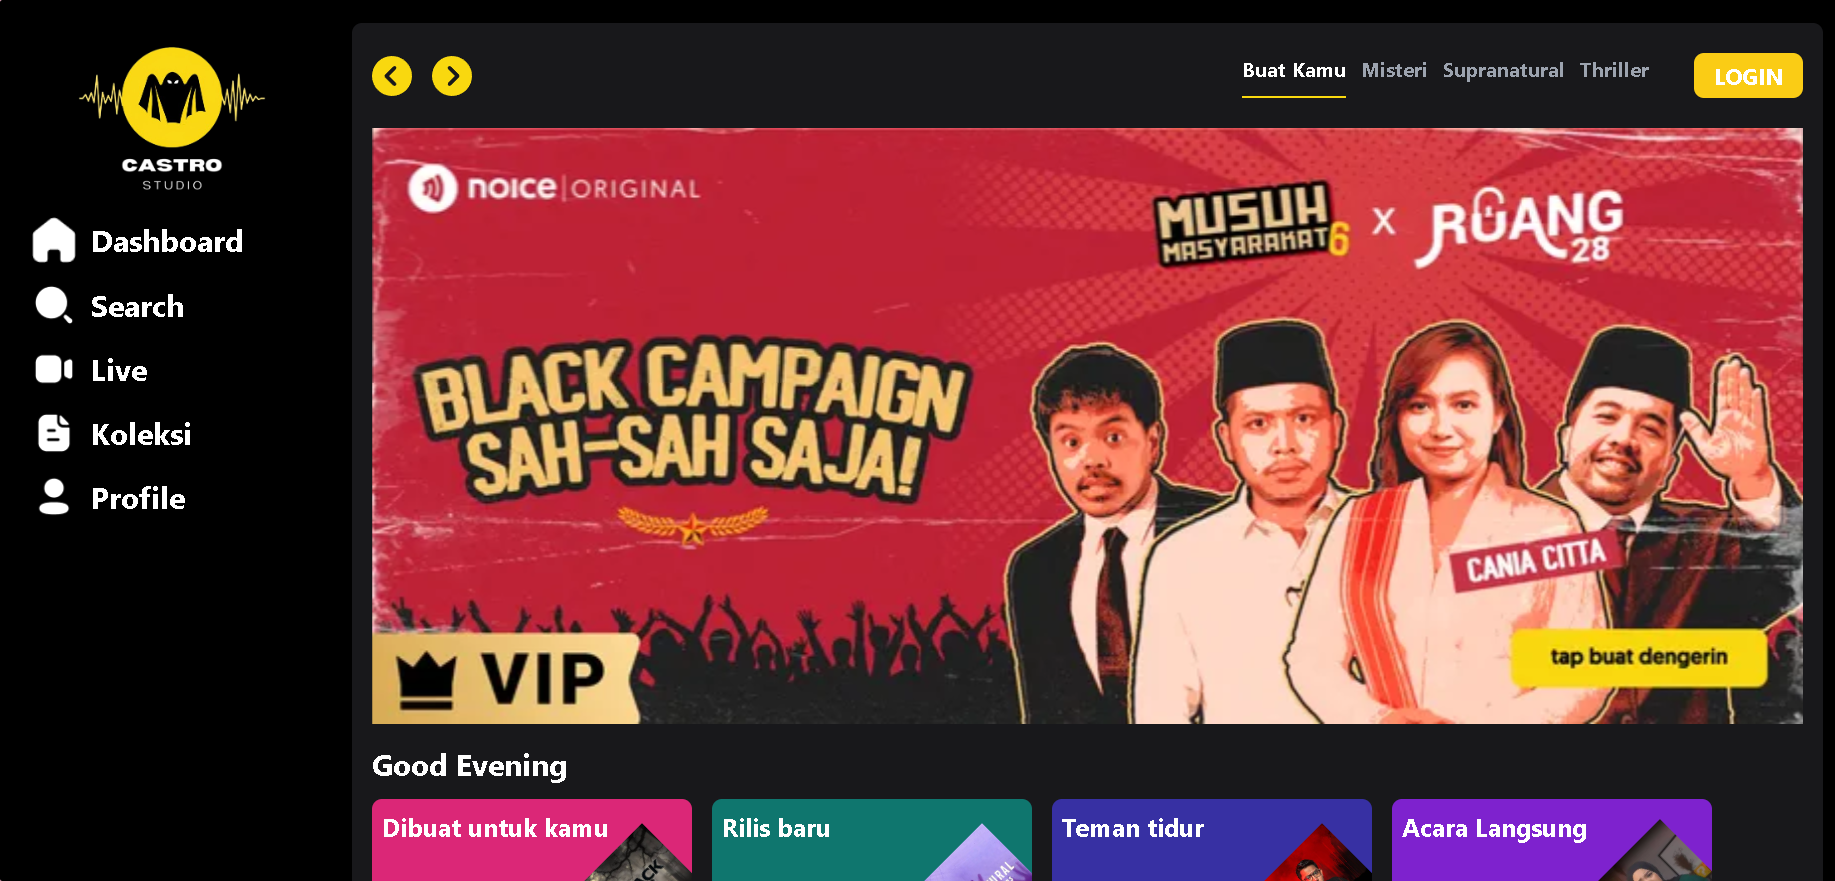 CASTRO
STUDIO
Dashboard
Search
Live
Koleksi
Profile
Buat Kamu Misteri Supranatural Thriller LOGIN
noice | ORIGINAL
MUSUH
MASYARAKAT 6
X
RUANG
28
BLACK CAMPAIGN
SAH-SAH SAJA!
CANIA CITTA
tap buat dengerin
VIP
Good Evening
Dibuat untuk kamu
Rilis baru
Teman tidur
Acara Langsung